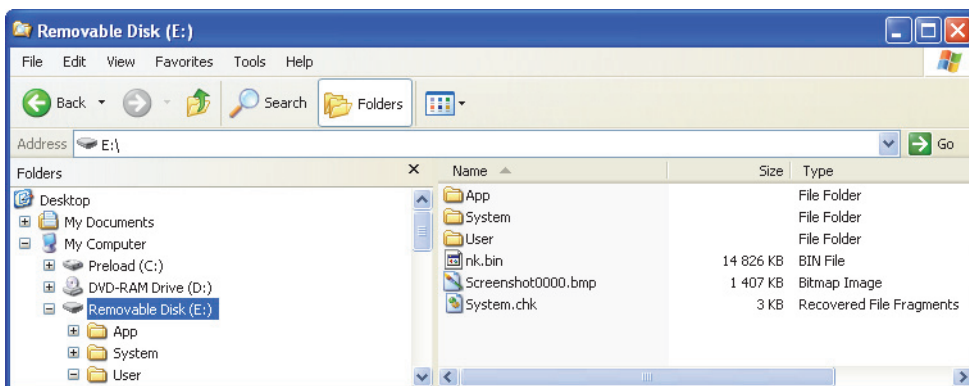 Removable Disk (E:)
File Edit View Favorites Tools Help
Back Search Folders
Address E:\ Go
Folders Name Size Type
Desktop
My Documents
My Computer
Preload (C:)
DVD-RAM Drive (D:)
Removable Disk (E:)
App
System
User
App File Folder
System File Folder
User File Folder
nk.bin 14 826 KB BIN File
Screenshot0000.bmp 1 407 KB Bitmap Image
System.chk 3 KB Recovered File Fragments